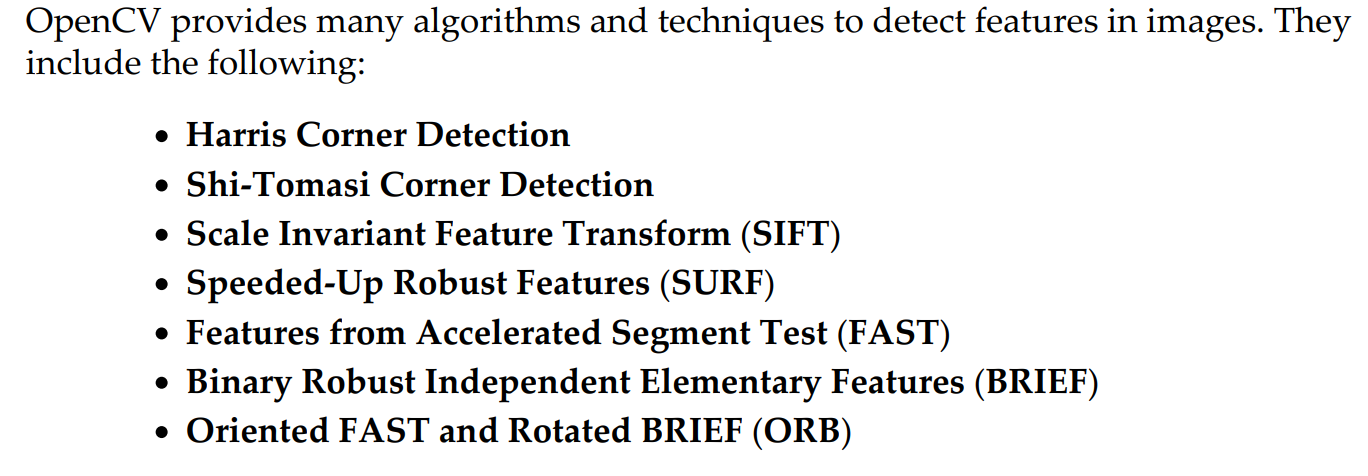 OpenCV provides many algorithms and techniques to detect features in images. They
include the following:
• Harris Corner Detection
• Shi-Tomasi Corner Detection
• Scale Invariant Feature Transform (SIFT)
• Speeded-Up Robust Features (SURF)
• Features from Accelerated Segment Test (FAST)
• Binary Robust Independent Elementary Features (BRIEF)
• Oriented FAST and Rotated BRIEF (ORB)